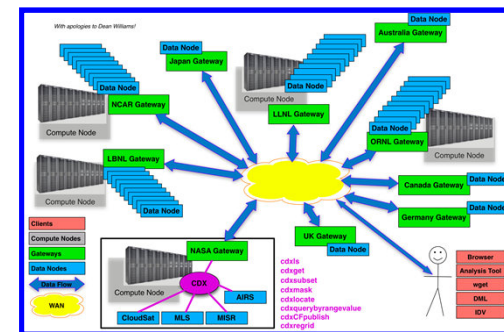 With apologies to Dean Williams!
Data Node
Australia Gateway
Data Node
Japan Gateway
Data Node
Data Node
NCAR Gateway
Compute Node
Compute Node
LLNL Gateway
Data Node
ORNL Gateway
Compute Node
LBNL Gateway
Compute Node
Data Node
Data Node
Canada Gateway
Data Node
Germany Gateway
UK Gateway
Data Node
NASA Gateway
CDX
Compute Node
AIRS
CloudSat
MLS
MISR
Clients
Compute Nodes
Gateways
Data Nodes
Data Flow
WAN
cdxls
cdxget
cdxsubset
cdxmask
cdxlocate
cdxquerybyrangevalue
cdxCFpublish
cdxregrid
Browser
Analysis Tool
wget
DML
IDV